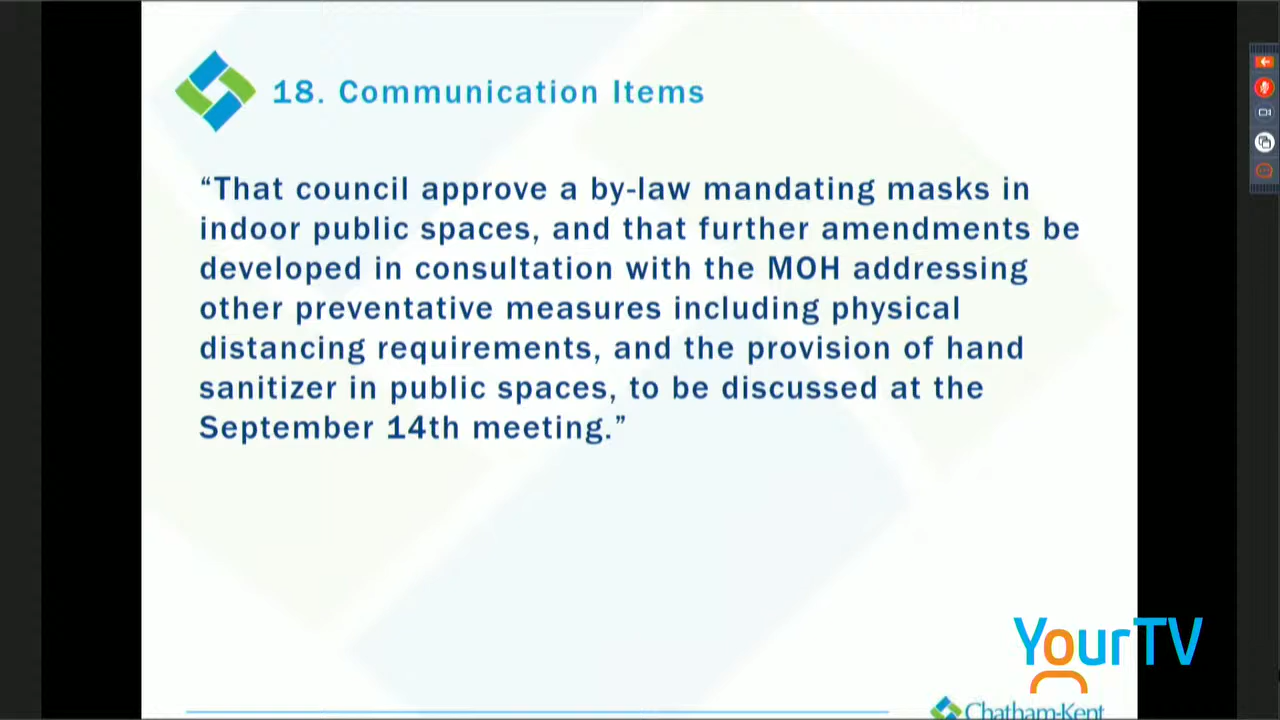 18. Communication Items
“That council approve a by-law mandating masks in
indoor public spaces, and that further amendments be
developed in consultation with the MOH addressing
other preventative measures including physical
distancing requirements, and the provision of hand
sanitizer in public spaces, to be discussed at the
September 14th meeting.”
YourTV
Chatham-Kent